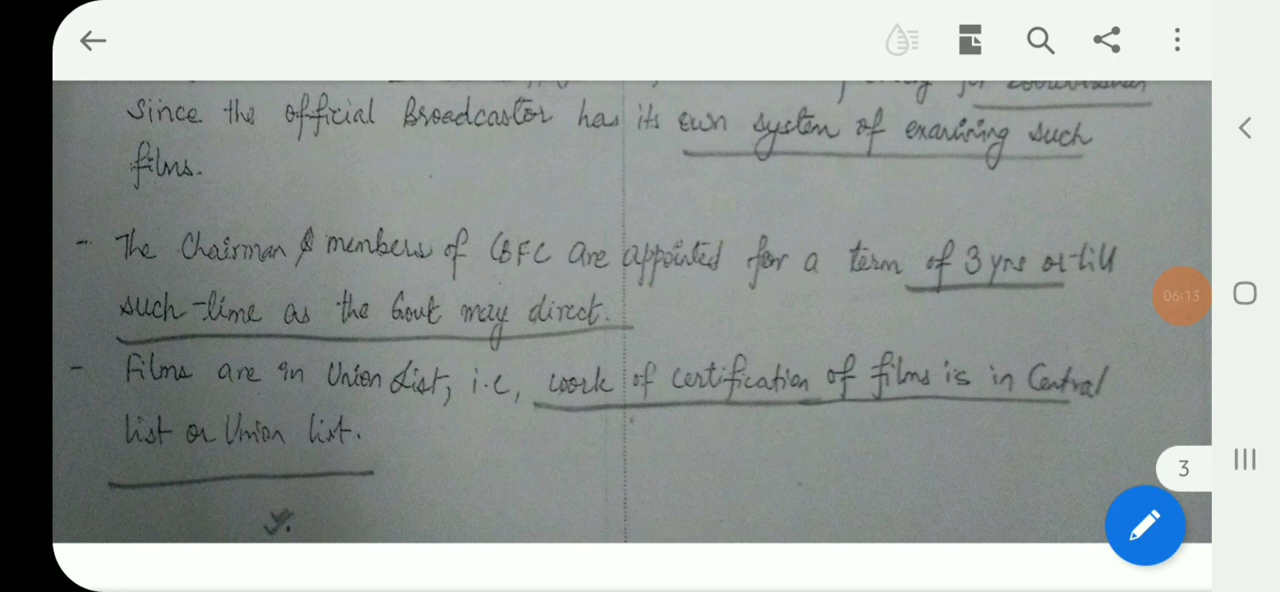 for
Since the official Broadcastor has its own system of examining such
films.
- The Chairman & members of CBFC are appointed for a term of 3 yrs or till
such time as the Govt may direct.
- Films are in Union List, i.e, work of certification of films is in Central
list or Union list.
06:13
3